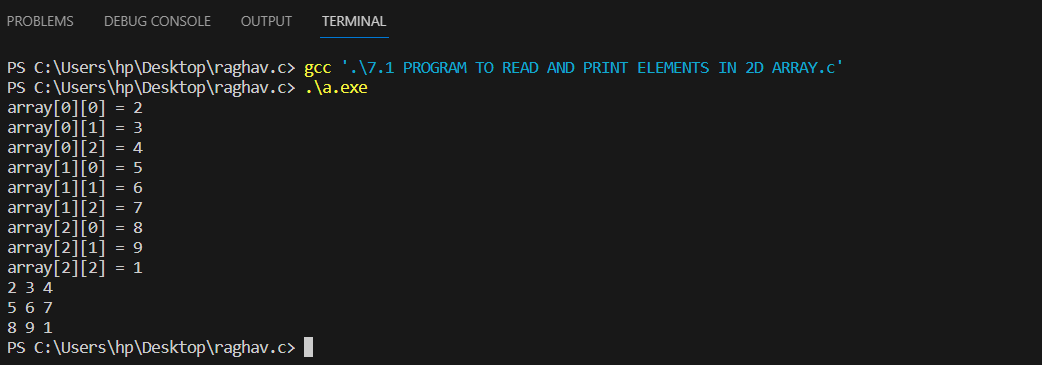 PROBLEMS DEBUG CONSOLE OUTPUT TERMINAL
PS C:\Users\hp\Desktop\raghav.c> gcc '.\7.1 PROGRAM TO READ AND PRINT ELEMENTS IN 2D ARRAY.c'
PS C:\Users\hp\Desktop\raghav.c> .\a.exe
array[0][0] = 2
array[0][1] = 3
array[0][2] = 4
array[1][0] = 5
array[1][1] = 6
array[1][2] = 7
array[2][0] = 8
array[2][1] = 9
array[2][2] = 1
2 3 4
5 6 7
8 9 1
PS C:\Users\hp\Desktop\raghav.c>